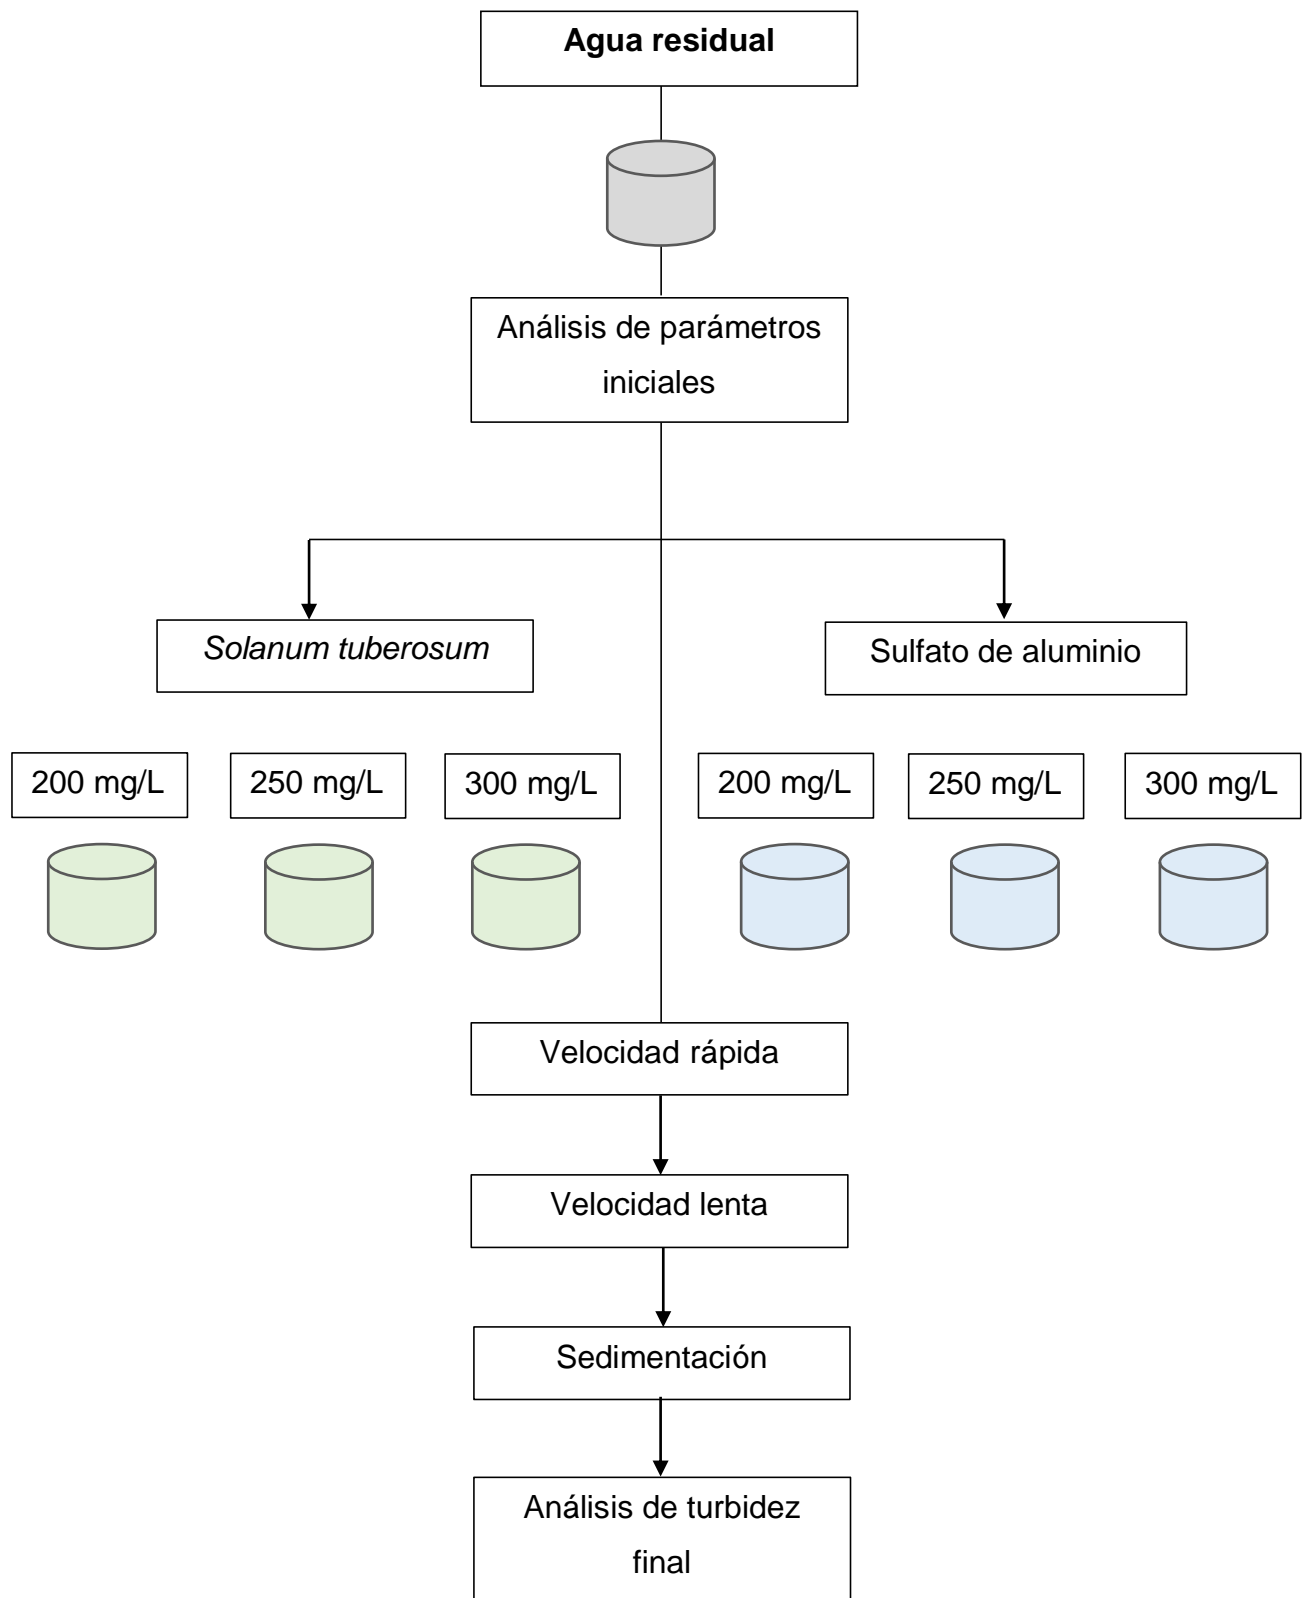 Agua residual
Análisis de parámetros
iniciales
Solanum tuberosum
Sulfato de aluminio
200 mg/L
250 mg/L
300 mg/L
200 mg/L
250 mg/L
300 mg/L
Velocidad rápida
Velocidad lenta
Sedimentación
Análisis de turbidez
final